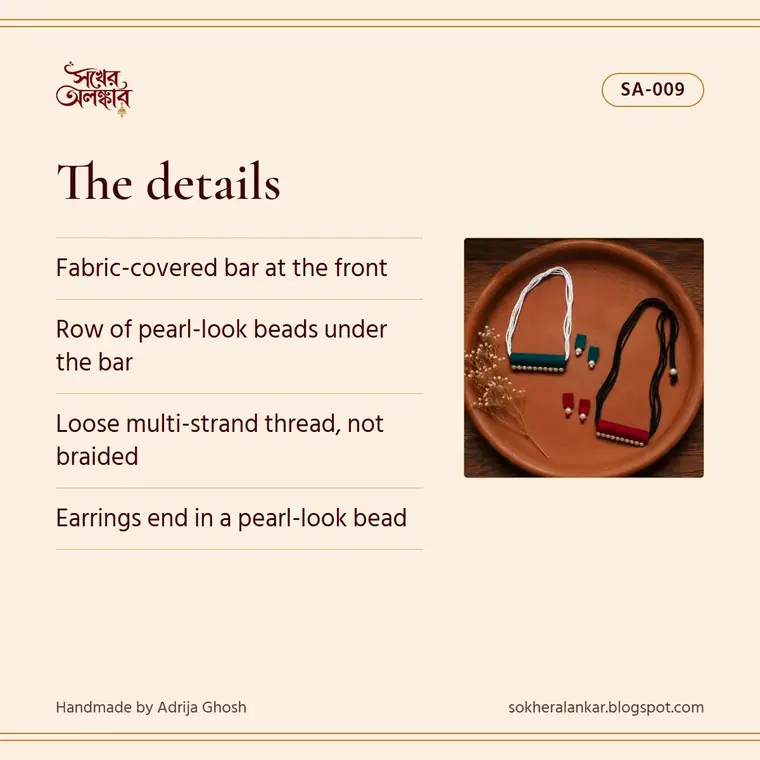 সখের
অলঙ্কার
SA-009
The details
Fabric-covered bar at the front
Row of pearl-look beads under
the bar
Loose multi-strand thread, not
braided
Earrings end in a pearl-look bead
Handmade by Adrija Ghosh
sokheralankar.blogspot.com